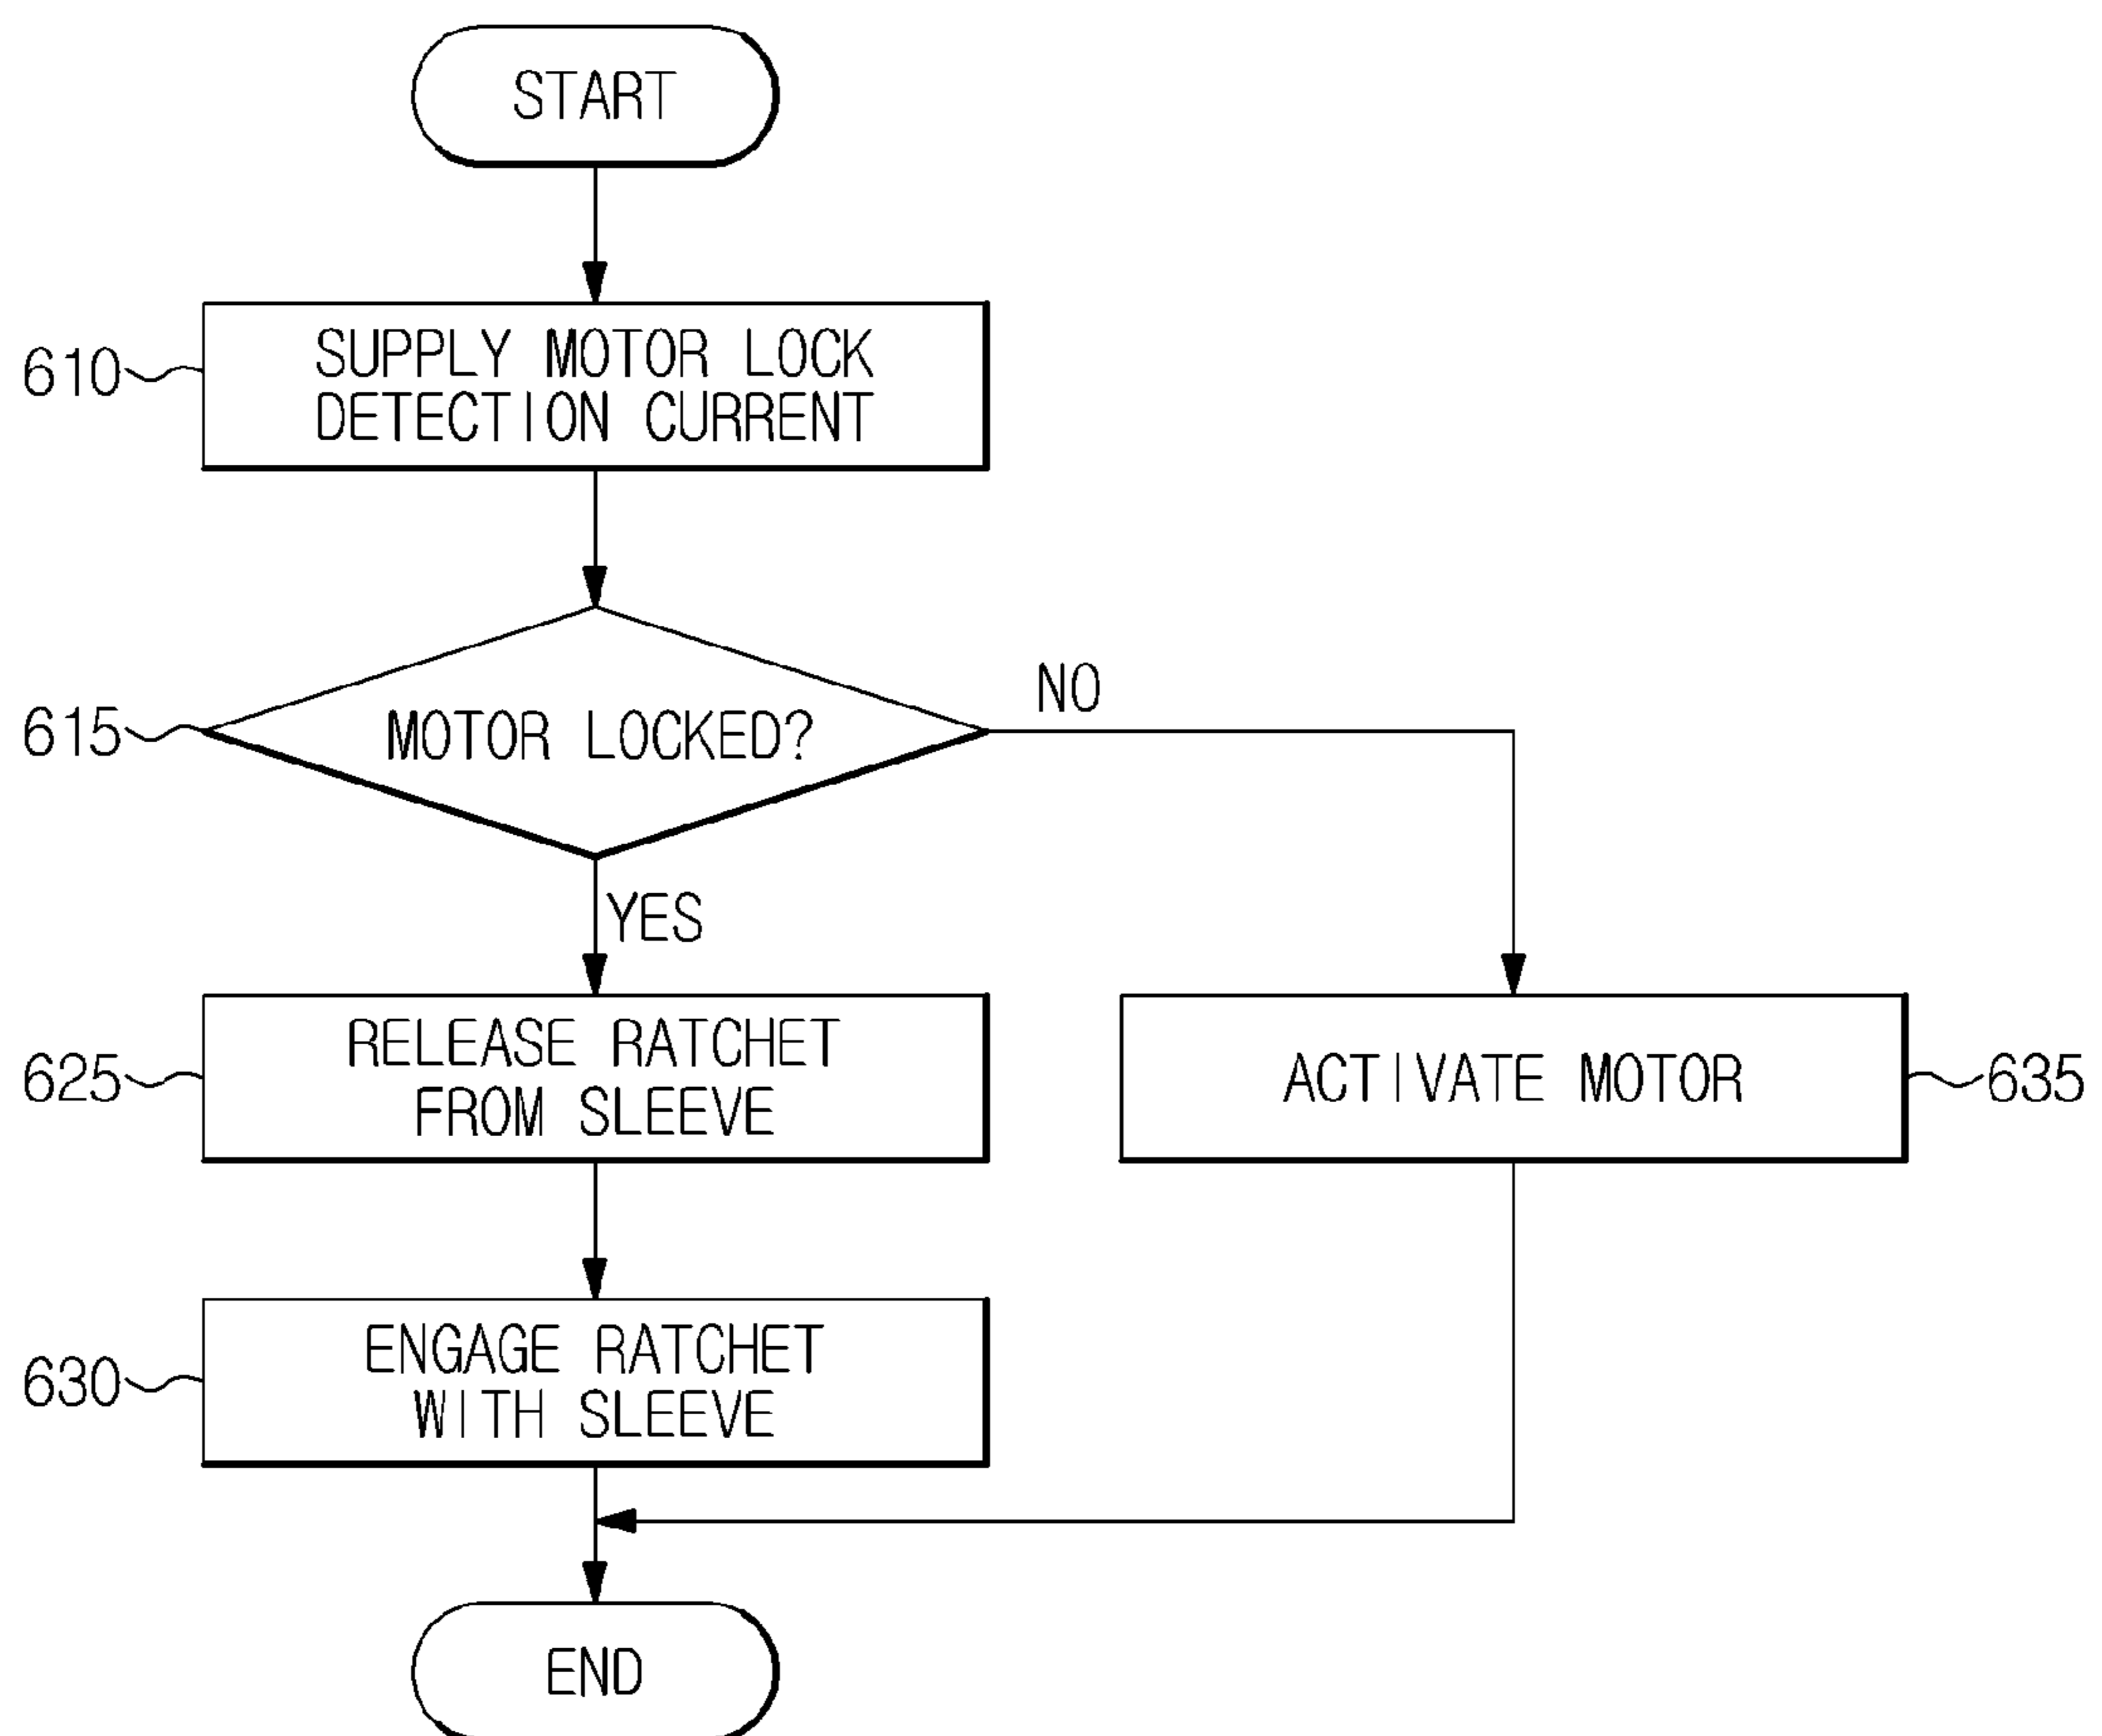 START
610
SUPPLY MOTOR LOCK
DETECTION CURRENT
615
MOTOR LOCKED?
NO
YES
625
RELEASE RATCHET
FROM SLEEVE
ACTIVATE MOTOR
635
630
ENGAGE RATCHET
WITH SLEEVE
END